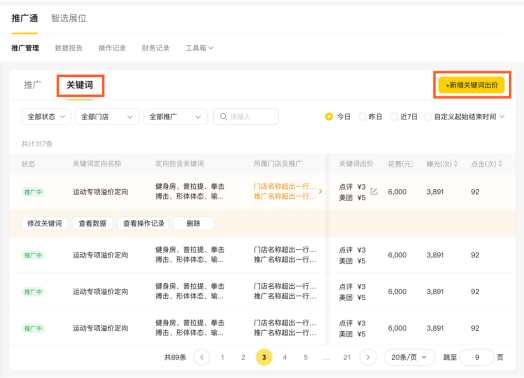 推广通 智选展位
推广管理 数据报告 操作记录 财务记录 工具箱
推广 关键词 +新增关键词出价
全部状态 全部门店 全部推广 请输入 今日 昨日 近7日 自定义起始结束时间
共计317条
状态 关键词定向名称 定向包含关键词 所属门店及推广 关键词出价 花费(元) 曝光(次) 点击(次)
推广中 运动专项溢价定向 健身房、普拉提、拳击 门店名称超出一行... 点评 ¥3 6,000 3,891 92
搏击、形体体态、瑜... 推广名称超出一行... 美团 ¥5
修改关键词 查看数据 查看操作记录 删除
推广中 运动专项溢价定向 健身房、普拉提、拳击 门店名称超出一行... 点评 ¥3 6,000 3,891 92
搏击、形体体态、瑜... 推广名称超出一行... 美团 ¥5
推广中 运动专项溢价定向 健身房、普拉提、拳击 门店名称超出一行... 点评 ¥3 6,000 3,891 92
搏击、形体体态、瑜... 推广名称超出一行... 美团 ¥5
推广中 运动专项溢价定向 健身房、普拉提、拳击 门店名称超出一行... 点评 ¥3 6,000 3,891 92
搏击、形体体态、瑜... 推广名称超出一行... 美团 ¥5
共89条 1 2 3 4 5 ... 21 20条/页 跳至 9 页